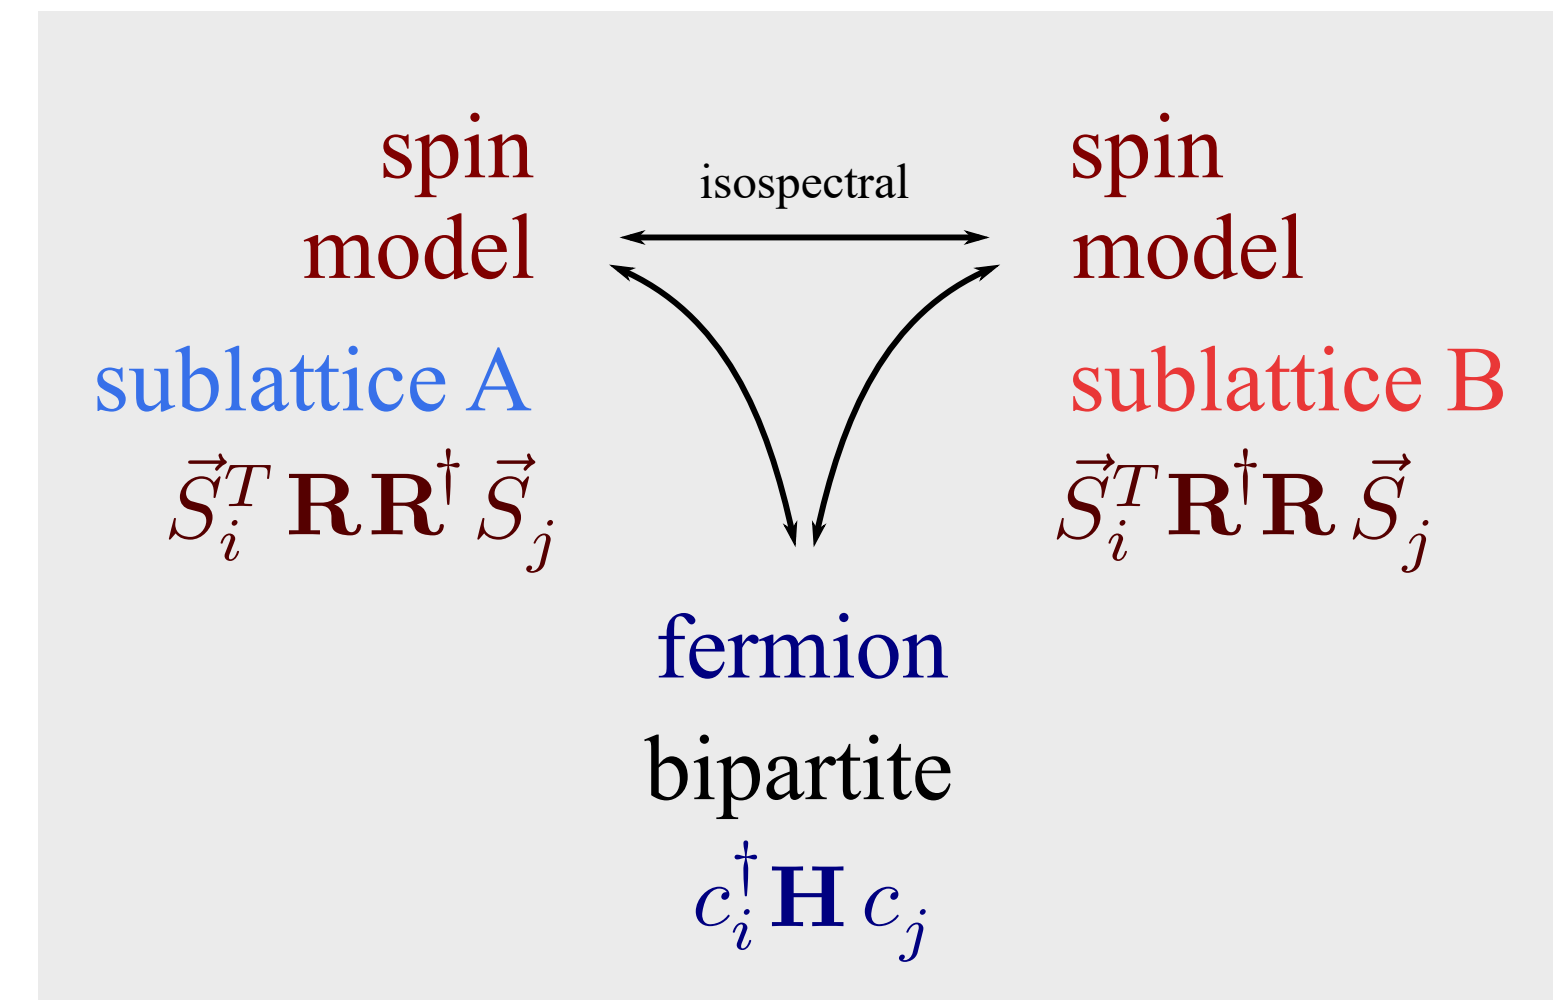 spin
model
sublattice A
$\vec{S}_i^T \mathbf{R} \mathbf{R}^\dagger \vec{S}_j$
isospectral
spin
model
sublattice B
$\vec{S}_i^T \mathbf{R}^\dagger \mathbf{R} \vec{S}_j$
fermion
bipartite
$c_i^\dagger \mathbf{H} c_j$